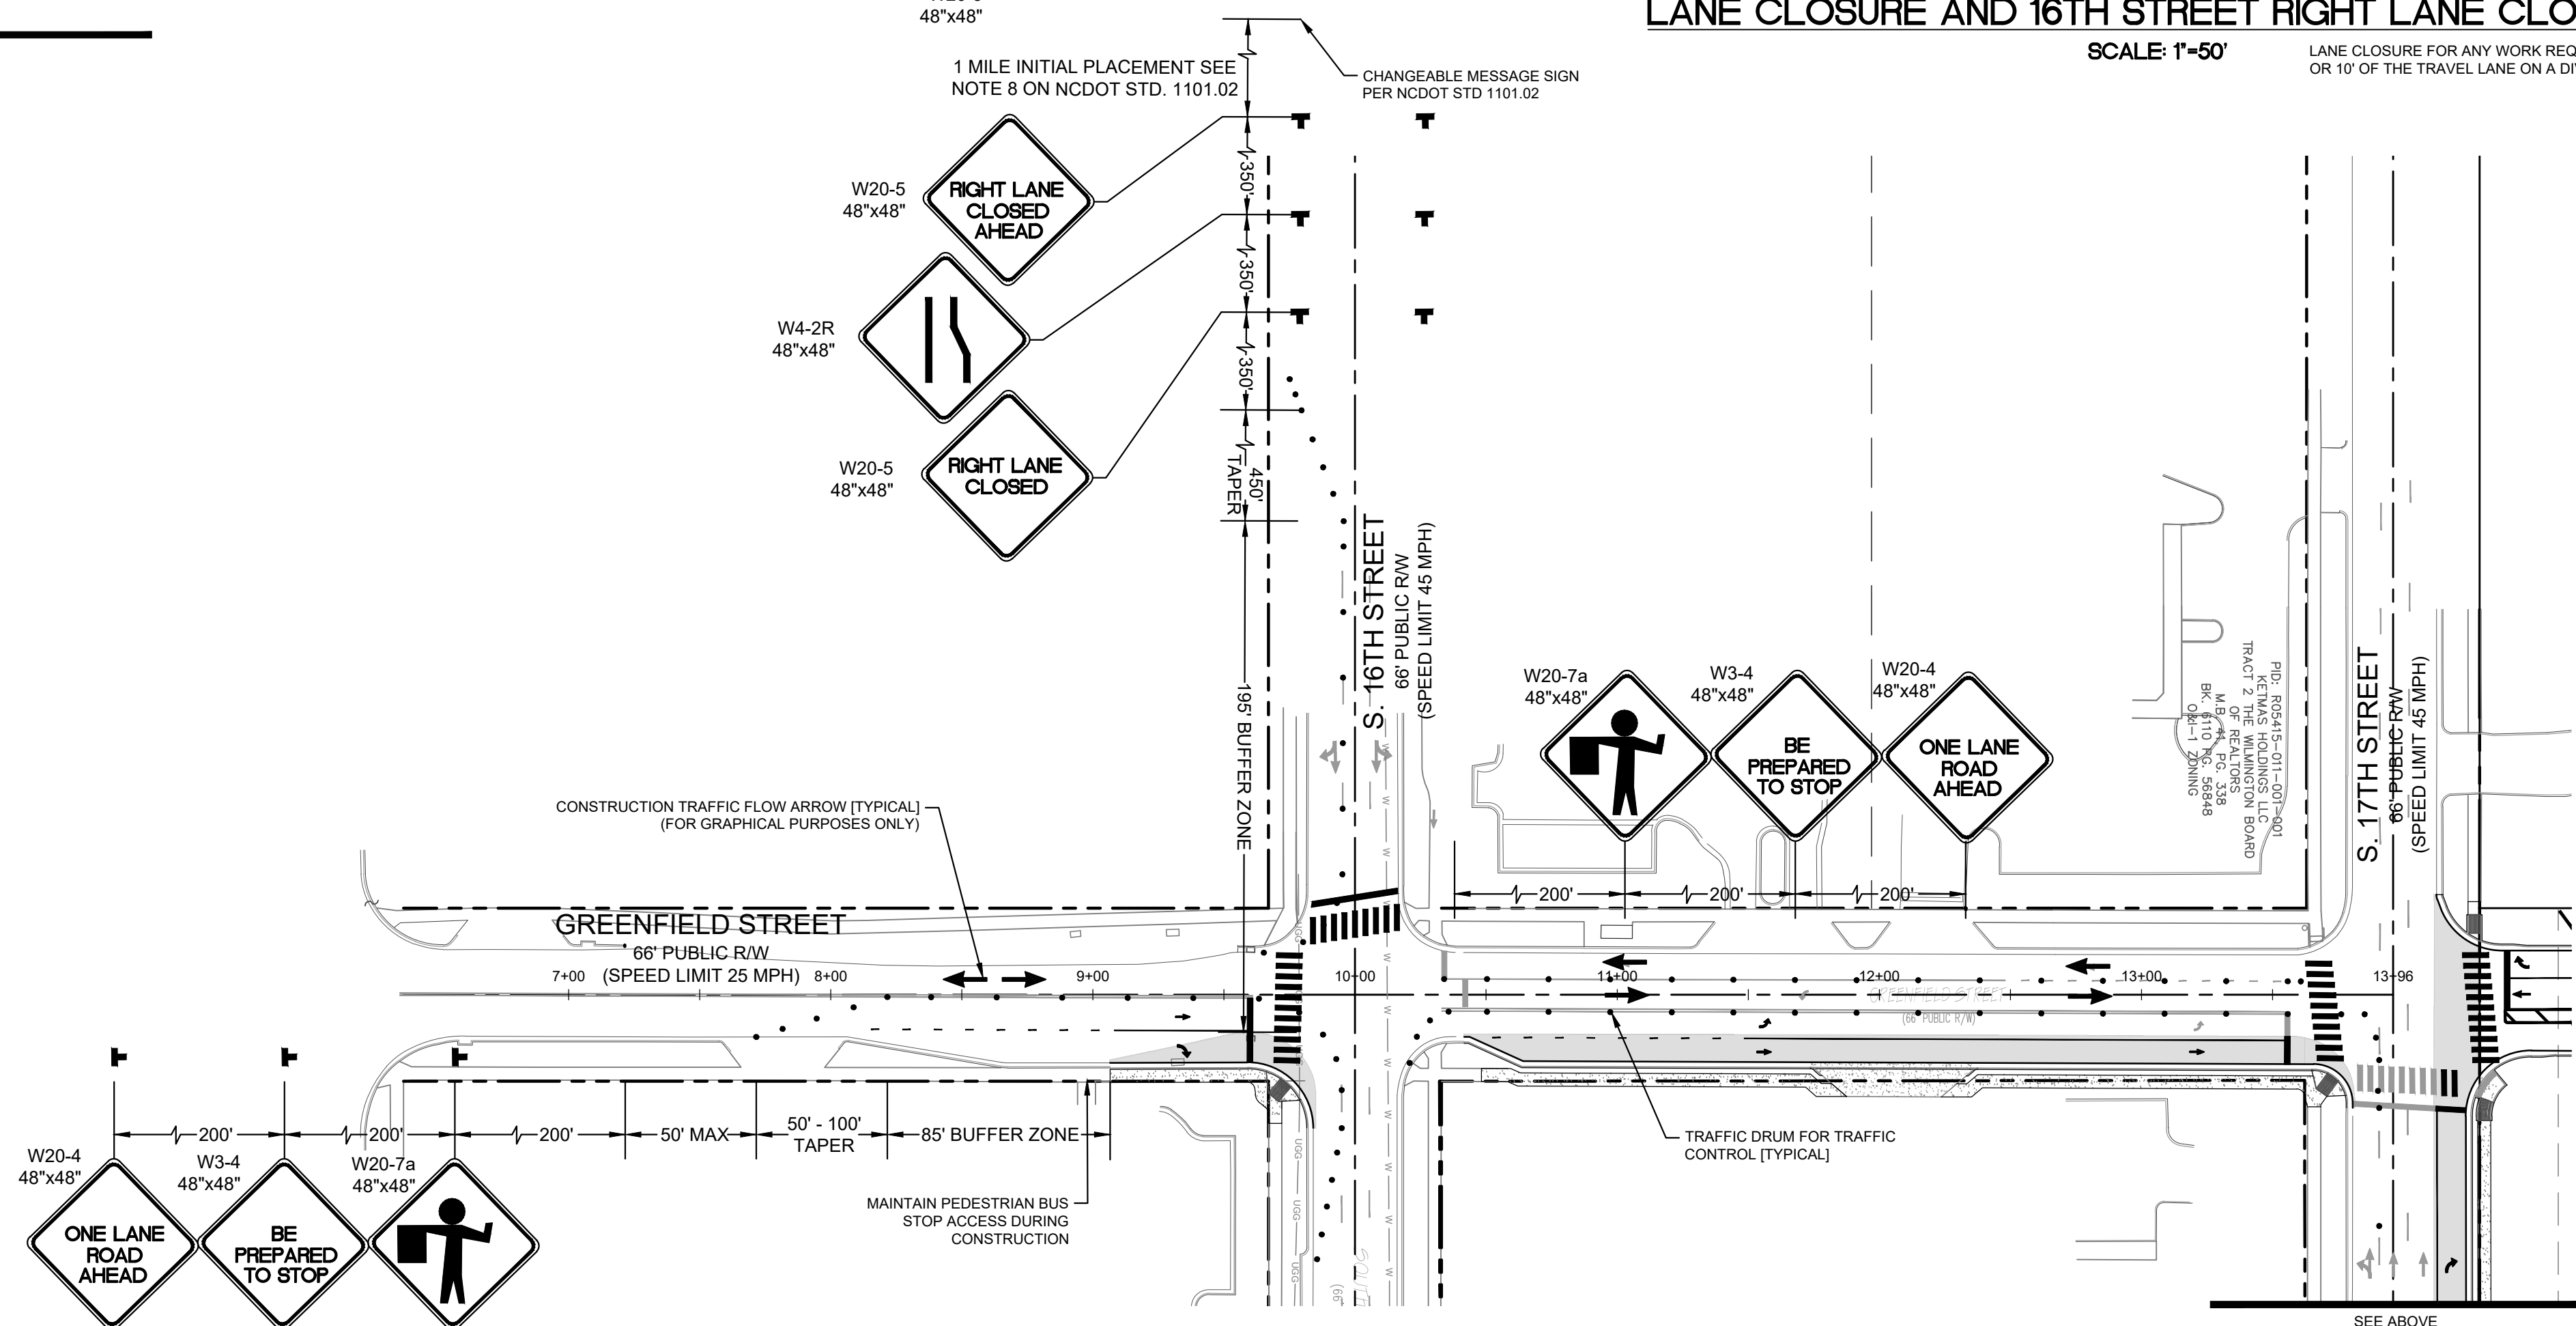 48"x48"
LANE CLOSURE AND 16TH STREET RIGHT LANE CLO
SCALE: 1"=50'
LANE CLOSURE FOR ANY WORK REQ
OR 10' OF THE TRAVEL LANE ON A DI
1 MILE INITIAL PLACEMENT SEE
NOTE 8 ON NCDOT STD. 1101.02
CHANGEABLE MESSAGE SIGN
PER NCDOT STD 1101.02
W20-5
48"x48"
RIGHT LANE
CLOSED
AHEAD
350'
W4-2R
48"x48"
350'
W20-5
48"x48"
RIGHT LANE
CLOSED
350'
450'
TAPER
195' BUFFER ZONE
S. 16TH STREET
66' PUBLIC R/W
(SPEED LIMIT 45 MPH)
W20-7a
48"x48"
W3-4
48"x48"
BE
PREPARED
TO STOP
W20-4
48"x48"
ONE LANE
ROAD
AHEAD
200'
200'
200'
PID: R05415-011-001-001
KETMAS HOLDINGS LLC
TRACT 2 THE WILMINGTON BOARD
OF REALTORS
M.B 41 PG. 338
BK. 6110 PG. 56848
O&I-1 ZONING
S. 17TH STREET
66' PUBLIC R/W
(SPEED LIMIT 45 MPH)
CONSTRUCTION TRAFFIC FLOW ARROW [TYPICAL]
(FOR GRAPHICAL PURPOSES ONLY)
GREENFIELD STREET
66' PUBLIC R/W
(SPEED LIMIT 25 MPH)
7+00
8+00
9+00
10+00
11+00
12+00
13+00
13+96
GREENFIELD STREET
(66' PUBLIC R/W)
UGG
W
W
W
W
W
W
W
W
UGG
UGG
UGG
200'
200'
200'
50' MAX
50' - 100'
TAPER
85' BUFFER ZONE
TRAFFIC DRUM FOR TRAFFIC
CONTROL [TYPICAL]
MAINTAIN PEDESTRIAN BUS
STOP ACCESS DURING
CONSTRUCTION
W20-4
48"x48"
ONE LANE
ROAD
AHEAD
W3-4
48"x48"
BE
PREPARED
TO STOP
W20-7a
48"x48"
SEE ABOVE